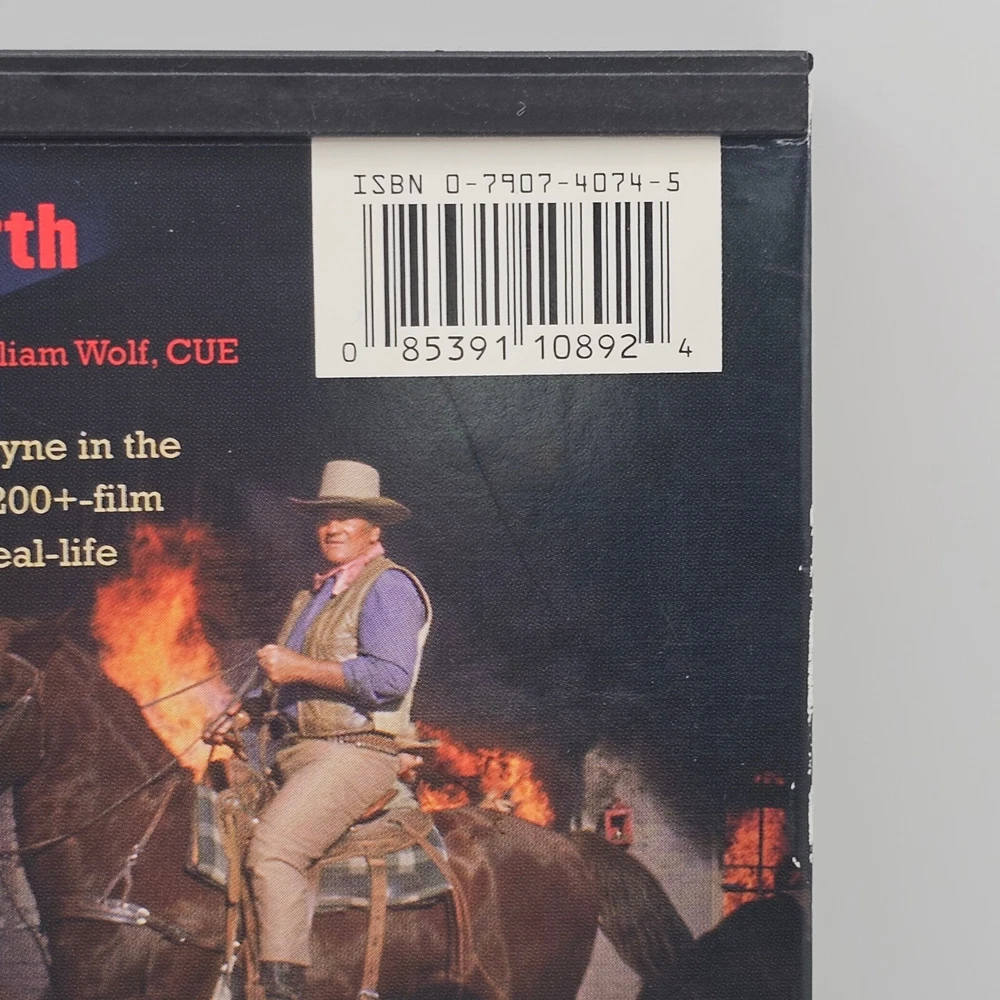 ISBN 0-7907-4074-5
0 85391 10892 4
rth
liam Wolf, CUE
yne in the
200+-film
eal-life